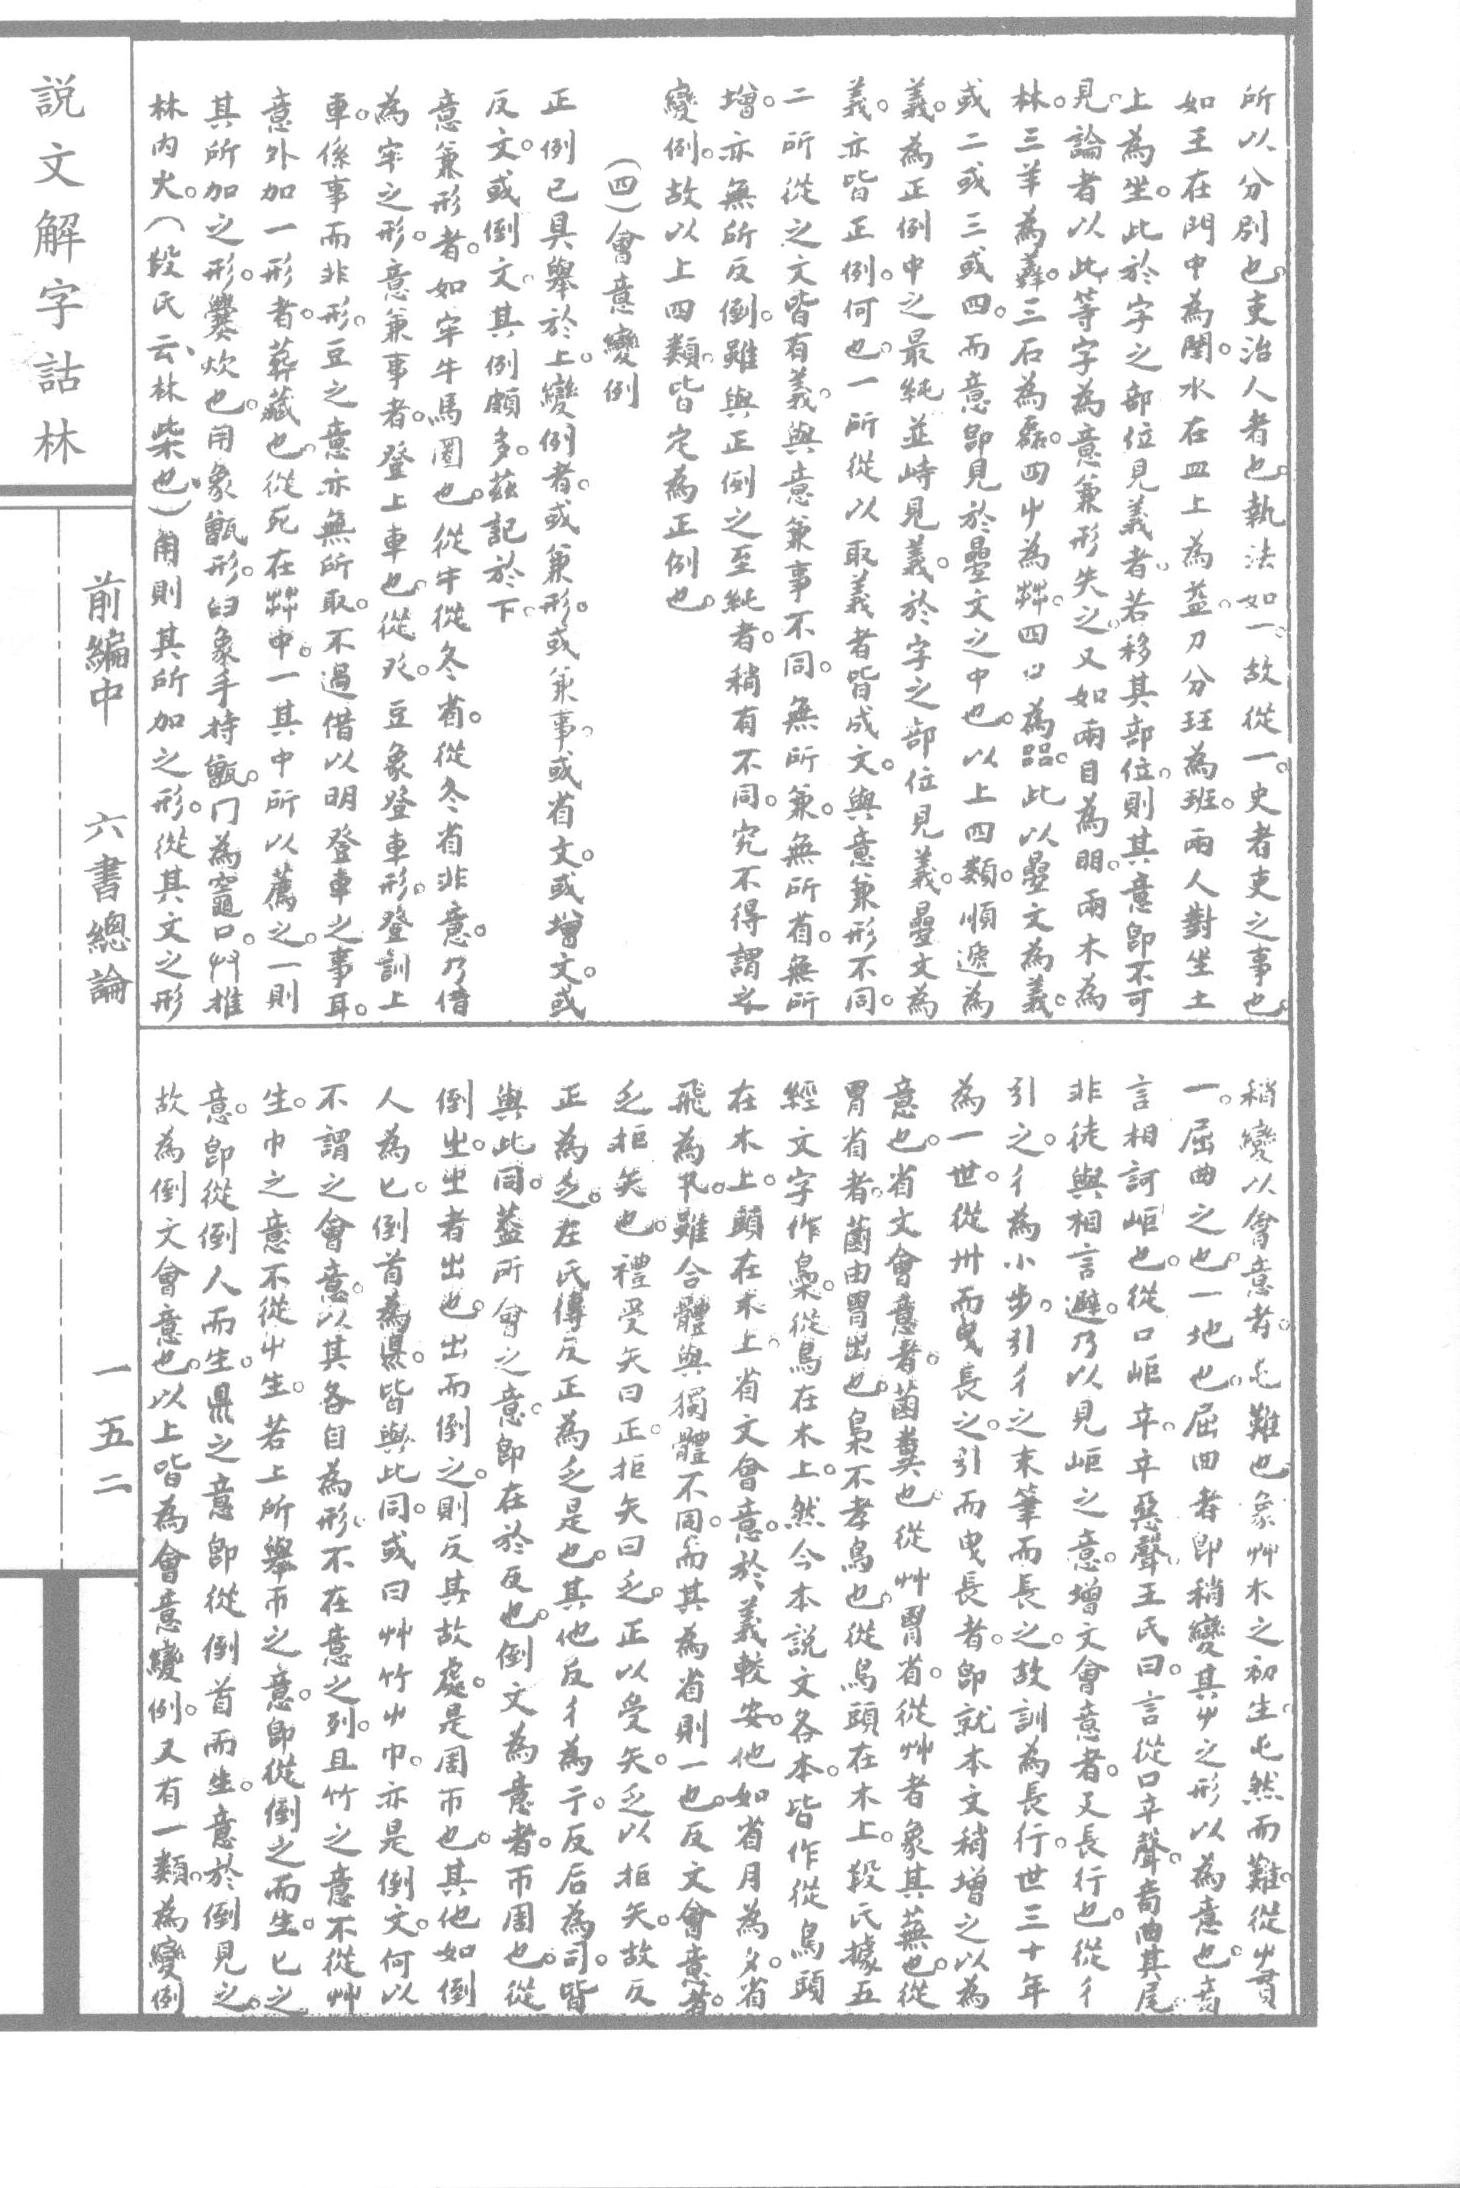 所以分別也。吏治人者也。執法如一。故從一。史者吏之事也。
如王在門中為閏。水在皿上為益。刀分玨為班。兩人對坐土
上為坐。此於字之部位見義者。若移其部位。則其意即不可
見。論者以此等字為意兼形失之。又如兩目為䀠。兩木為
林。三羊為羴。三石為磊。四屮為茻。四口為㗊。此以疊文為義。
或二或三或四。而意即見於疊文之中也。以上四類。順遞為
義。為正例中之最純。並峙見義。於字之部位見義。疊文為
義。亦皆正例。何也。一所從以取義者皆成文。與意兼形不同。
二所從之文皆有義。與意兼事不同。無所兼。無所省。無所
增。亦無所反倒。雖與正例之至純者。稍有不同。究不得謂之
變例。故以上四類。皆定為正例也。
(四)會意變例
正例已具舉於上。變例者。或兼形。或兼事。或省文。或增文。或
反文。或倒文。其例頗多。茲記於下。
意兼形者。如牢牛馬圈也。從牛從冬省。從冬省非意。乃借
為牢之形。意兼事者。登上車也。從癶。豆象登車形。登訓上
車。係事而非形。豆之意亦無所取。不過借以明登車之事耳。
意外加一形者。葬藏也。從死在茻中。一其中所以薦之。一則
其所加之形。爨炊也。𦥑象甑形。臼象手持甑。冂為竈口。廾推
林內火。(段氏云、林柴也。)𦥑則其所加之形。從其文之形
稍變以會意者。屯難也。象艸木之初生。屯然而難。從屮貫
一。屈曲之也。一地也。屈曲者即稍變其屮之形以為意也。䇂
言相訶歫也。從口歫䇂。䇂惡聲。王氏曰。言從口䇂聲。䇂曲其尾。
非徒與相言避。乃以見歫之意。增文會意者。廴長行也。從彳
引之。彳為小步。引彳之末筆而長之。故訓為長行。世三十年
為一世。從卅而曳長之。引而曳長者。即就本文稍增之以為
意也。省文會意者。菡糞也。從艸胃省。從艸者象其蕪也。從
胃省者。菡由胃出也。梟不孝鳥也。從鳥頭在木上。段氏據五
經文字作梟。從鳥在木上。然今本說文各本。皆作從鳥頭
在木上。頭在木上。省文會意。於義較安。他如省月為夕。省
飛為卂。雖合體與獨體不同。而其為省則一也。反文會意者。
乏拒矢也。禮受矢曰正。拒矢曰乏。正以受矢。乏以拒矢。故反
正為乏。左氏傳反正為乏是也。其他反彳為亍。反后為司。皆
與此同。蓋所會之意。即在於反也。倒文為意者。帀周也。從
倒㞢。㞢者出也。出而倒之。則反其故處。是周帀也。其他如倒
人為匕。倒首為𥄉。皆與此同。或曰艸竹屮巾。亦是倒文。何以
不謂之會意。以其各自為形。不在意之列。且竹之意不從艸
生。巾之意不從屮生。若上所舉帀之意。即從倒之而生。匕之
意。即從倒人而生。𥄉之意即從倒首而生。意於倒見之。
故為倒文會意也。以上皆為會意變例。又有一類。為變例
說文解字詁林
前編中 六書總論 一五二